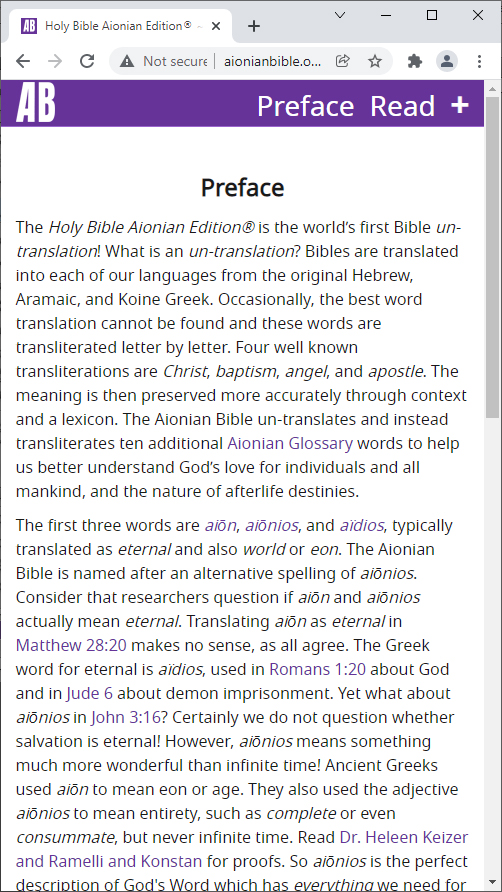 AB Holy Bible Aionian Edition® –
Not secure aionianbible.o...
AB Preface Read +
Preface
The Holy Bible Aionian Edition® is the world's first Bible un-
translation! What is an un-translation? Bibles are translated
into each of our languages from the original Hebrew,
Aramaic, and Koine Greek. Occasionally, the best word
translation cannot be found and these words are
transliterated letter by letter. Four well known
transliterations are Christ, baptism, angel, and apostle. The
meaning is then preserved more accurately through context
and a lexicon. The Aionian Bible un-translates and instead
transliterates ten additional Aionian Glossary words to help
us better understand God's love for individuals and all
mankind, and the nature of afterlife destinies.
The first three words are aiōn, aiōnios, and aïdios, typically
translated as eternal and also world or eon. The Aionian
Bible is named after an alternative spelling of aiōnios.
Consider that researchers question if aiōn and aiōnios
actually mean eternal. Translating aiōn as eternal in
Matthew 28:20 makes no sense, as all agree. The Greek
word for eternal is aïdios, used in Romans 1:20 about God
and in Jude 6 about demon imprisonment. Yet what about
aiōnios in John 3:16? Certainly we do not question whether
salvation is eternal! However, aiōnios means something
much more wonderful than infinite time! Ancient Greeks
used aiōn to mean eon or age. They also used the adjective
aiōnios to mean entirety, such as complete or even
consummate, but never infinite time. Read Dr. Heleen Keizer
and Ramelli and Konstan for proofs. So aiōnios is the perfect
description of God's Word which has everything we need for